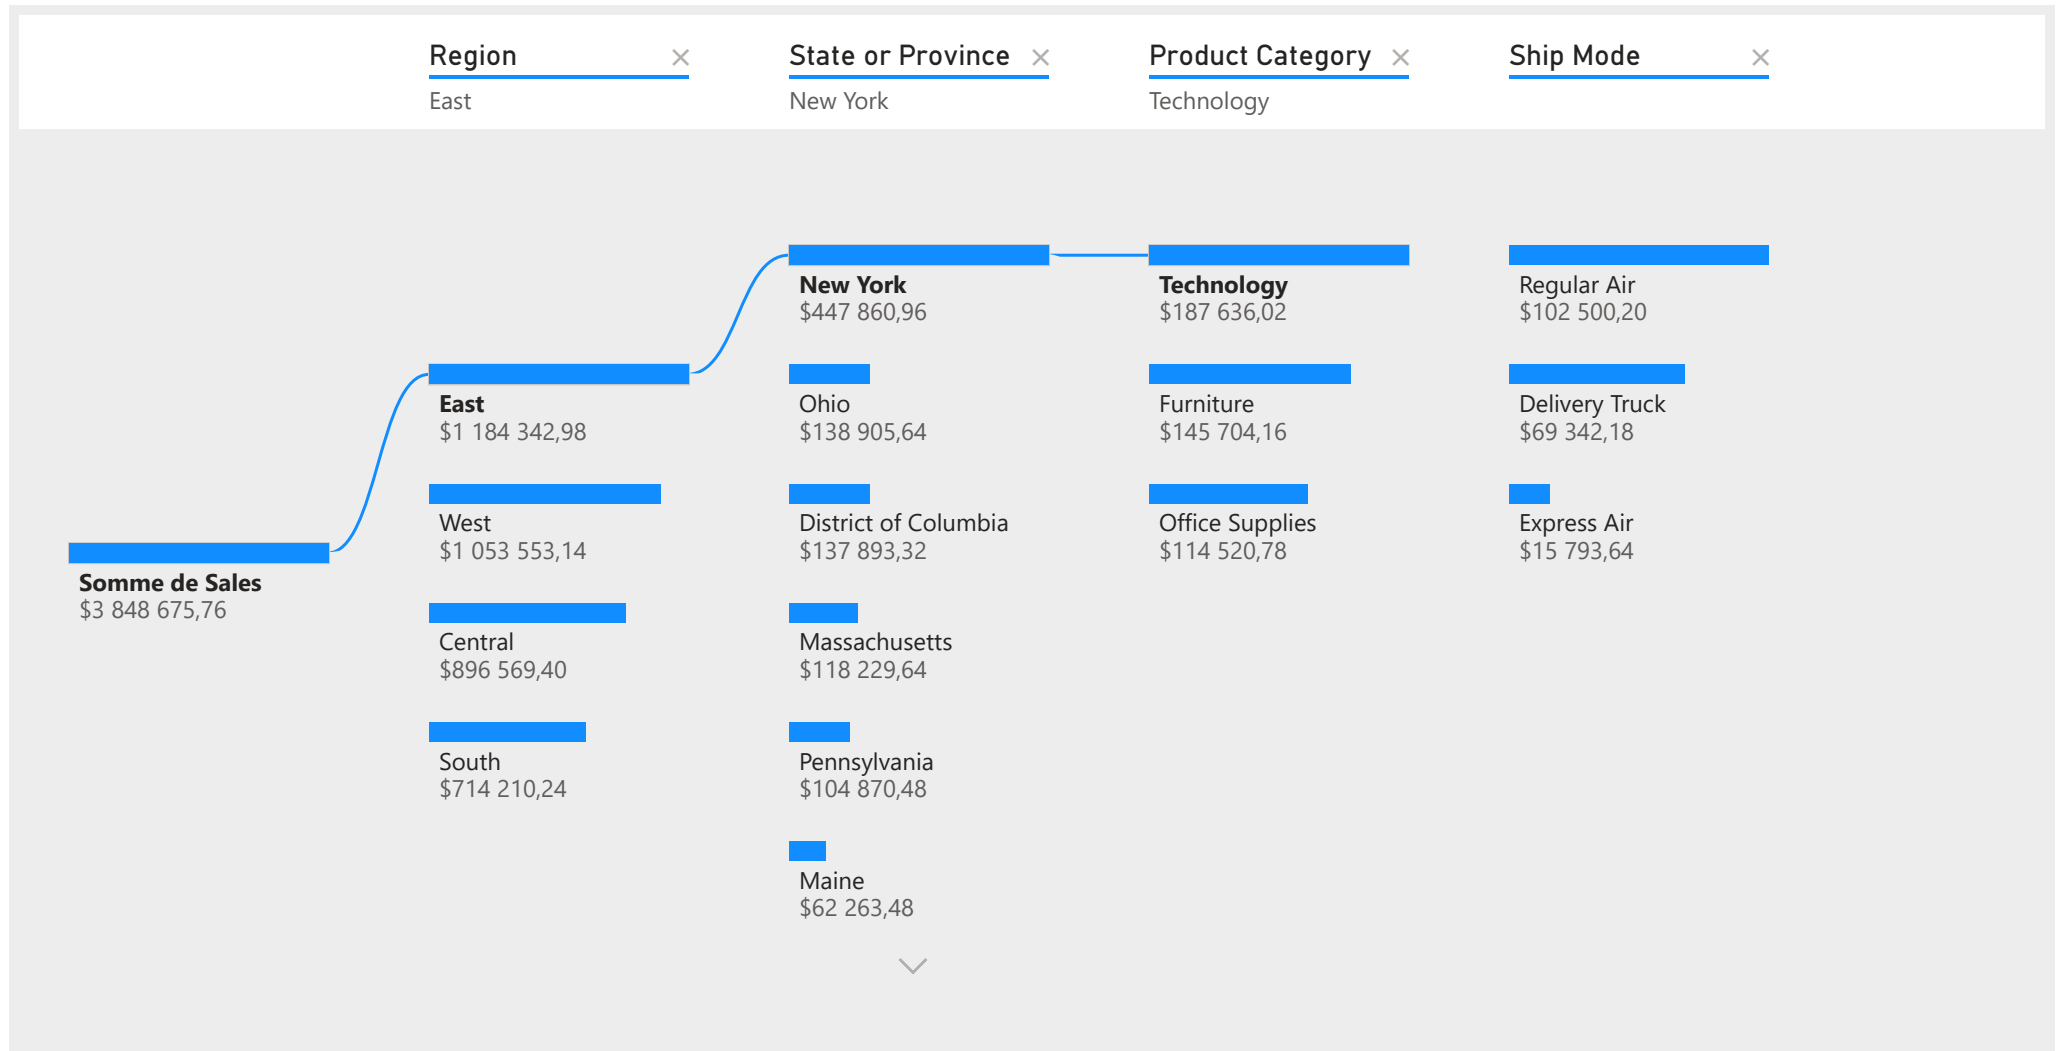 Region
East
State or Province
New York
Product Category
Technology
Ship Mode
Somme de Sales
$3 848 675,76
East
$1 184 342,98
West
$1 053 553,14
Central
$896 569,40
South
$714 210,24
New York
$447 860,96
Ohio
$138 905,64
District of Columbia
$137 893,32
Massachusetts
$118 229,64
Pennsylvania
$104 870,48
Maine
$62 263,48
Technology
$187 636,02
Furniture
$145 704,16
Office Supplies
$114 520,78
Regular Air
$102 500,20
Delivery Truck
$69 342,18
Express Air
$15 793,64